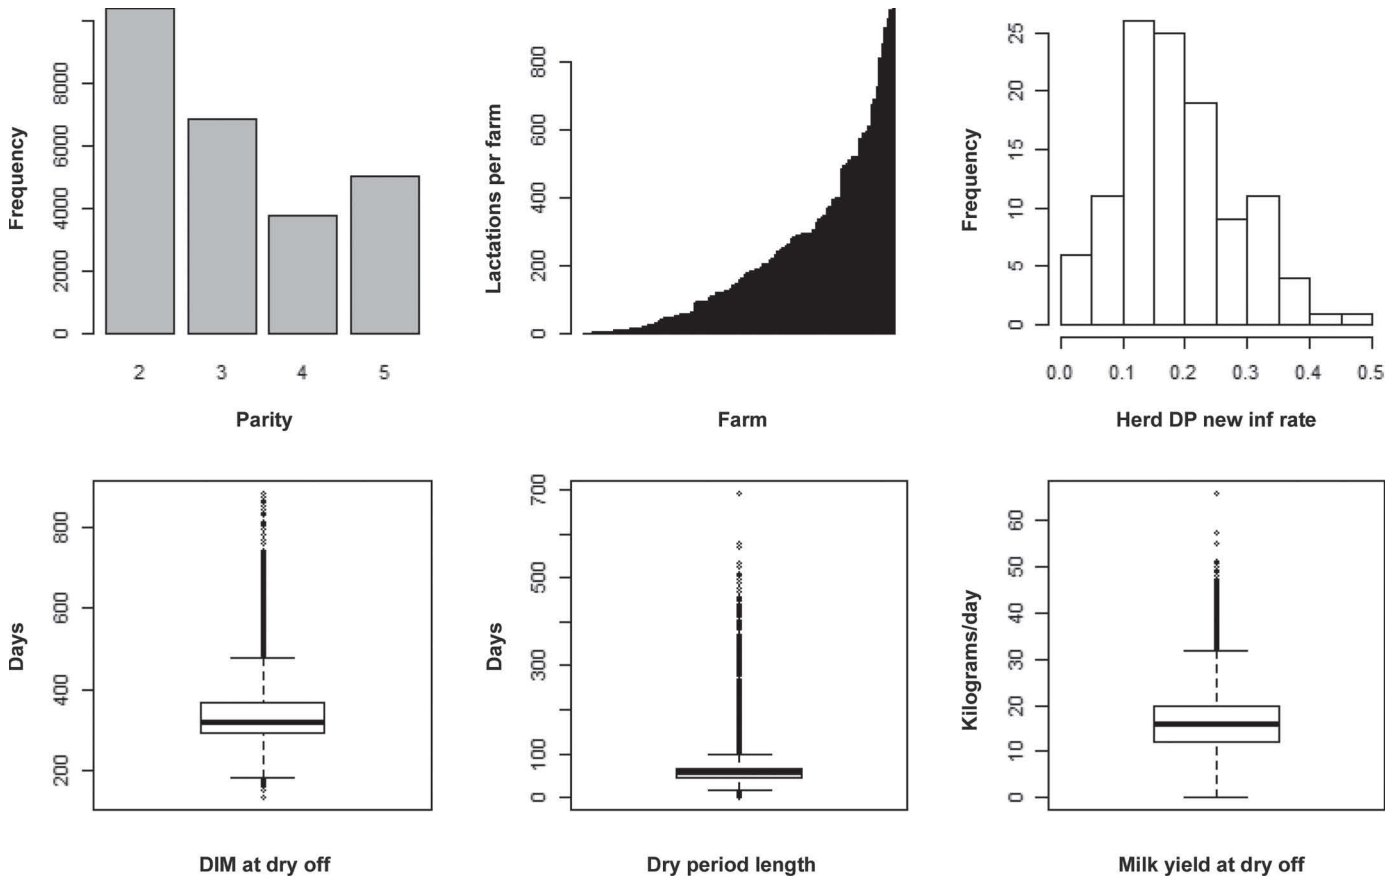 Frequency
0 2000 4000 6000 8000
2 3 4 5
Parity
Lactations per farm
0 200 400 600 800
Farm
Frequency
0 5 10 15 20 25
0.0 0.1 0.2 0.3 0.4 0.5
Herd DP new inf rate
Days
200 400 600 800
DIM at dry off
Days
0 100 300 500 700
Dry period length
Kilograms/day
0 10 20 30 40 50 60
Milk yield at dry off